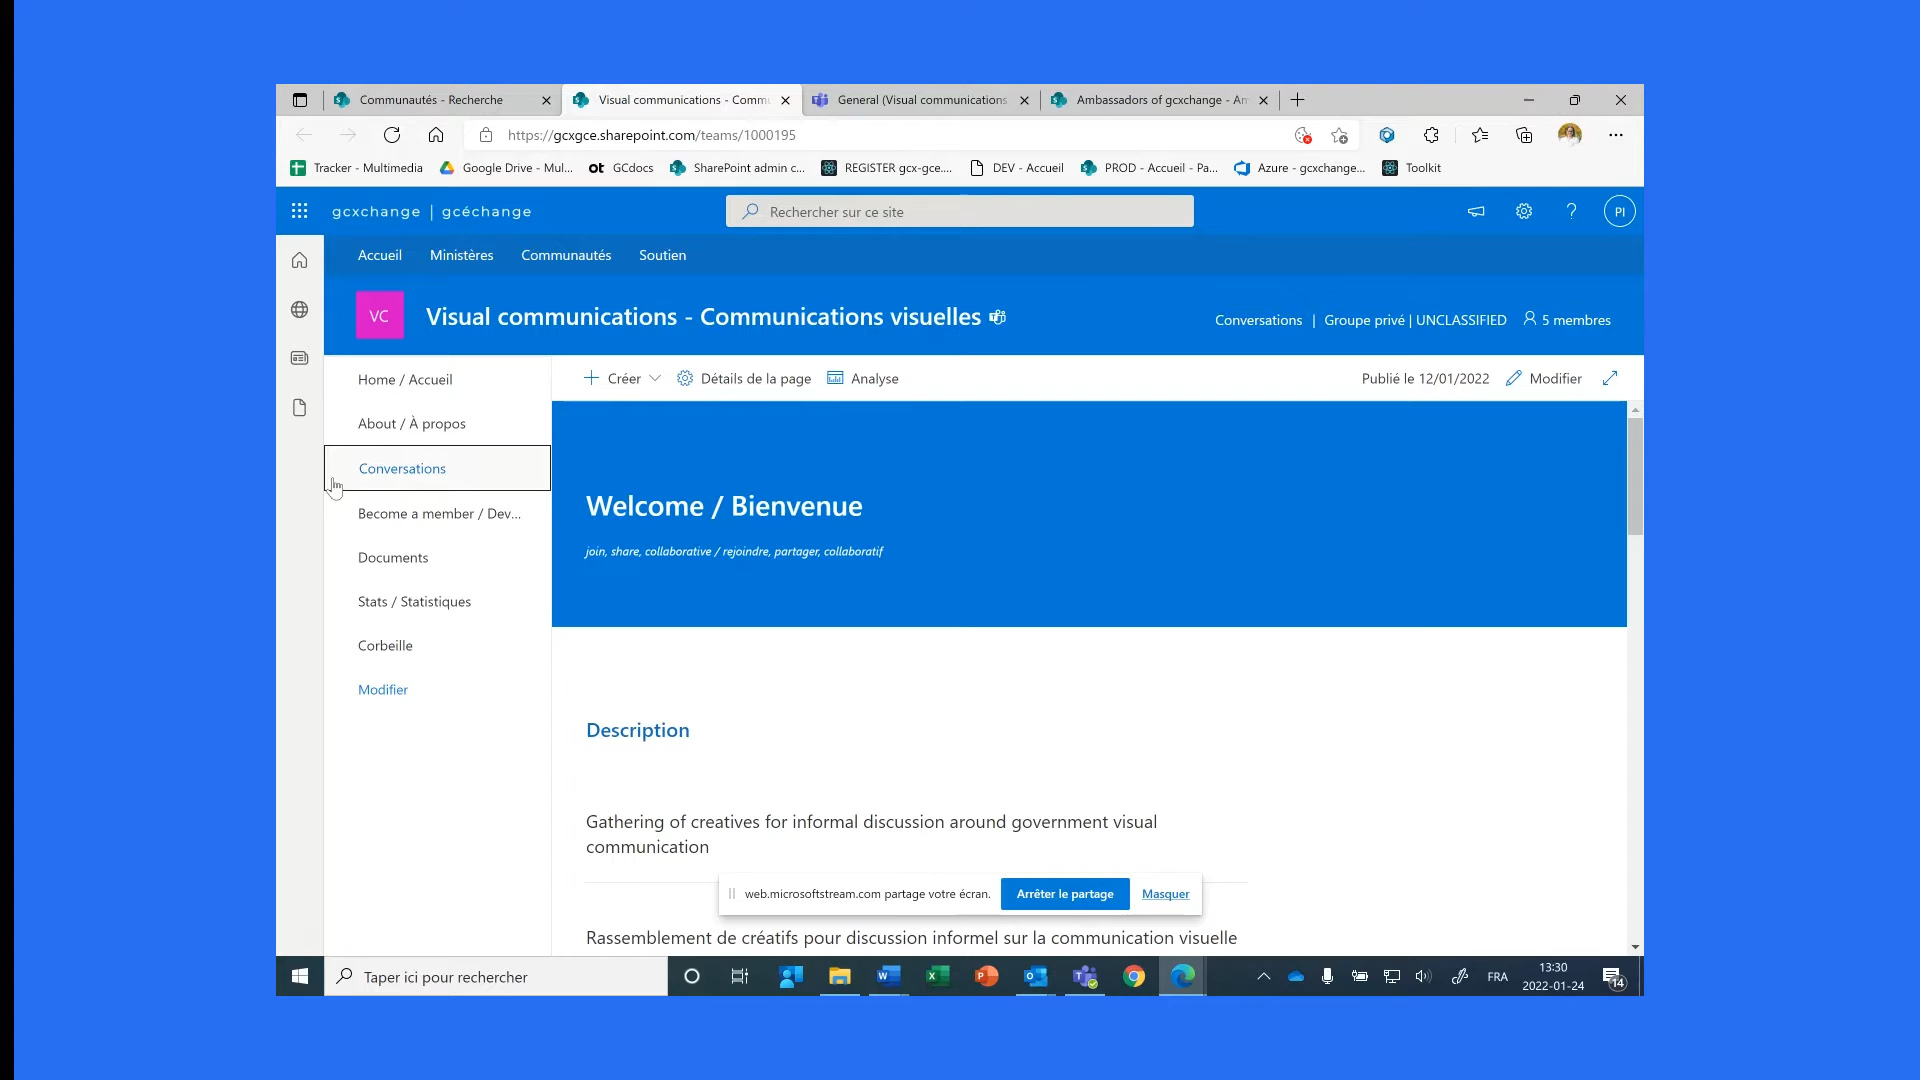 Communautés - Recherche
Visual communications - Comm
General (Visual communications
Ambassadors of gcxchange - Am
https://gcxgce.sharepoint.com/teams/1000195
Tracker - Multimedia
Google Drive - Mul...
ot GCdocs
SharePoint admin c...
REGISTER gcx-gce....
DEV - Accueil
PROD - Accueil - Pa...
Azure - gcxchange...
Toolkit
gcxchange | gcéchange
Rechercher sur ce site
PI
Accueil
Ministères
Communautés
Soutien
VC
Visual communications - Communications visuelles
Conversations | Groupe privé | UNCLASSIFIED 5 membres
Home / Accueil
About / À propos
Conversations
Become a member / Dev...
Documents
Stats / Statistiques
Corbeille
Modifier
Créer
Détails de la page
Analyse
Publié le 12/01/2022
Modifier
Welcome / Bienvenue
join, share, collaborative / rejoindre, partager, collaboratif
Description
Gathering of creatives for informal discussion around government visual
communication
web.microsoftstream.com partage votre écran.
Arrêter le partage
Masquer
Rassemblement de créatifs pour discussion informel sur la communication visuelle
Taper ici pour rechercher
FRA
13:30
2022-01-24
14